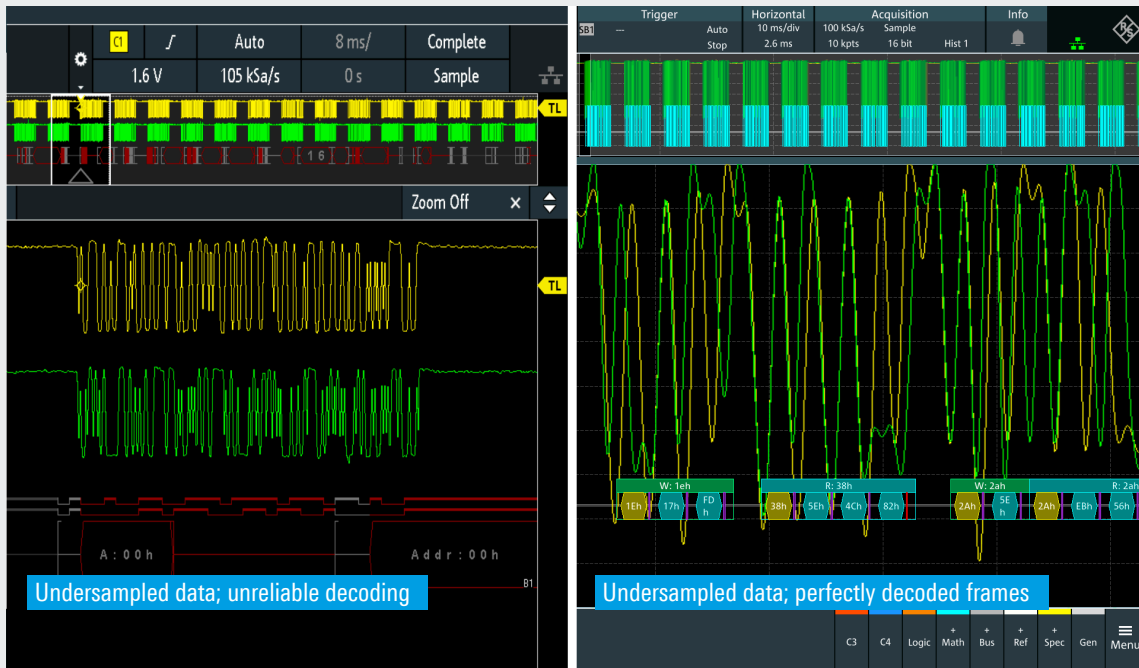 C1 Auto 8 ms/ Complete
1.6 V 105 kSa/s 0 s Sample
TL
16
Zoom Off ×
TL
A:00h Addr:00h
B1
Undersampled data; unreliable decoding
Trigger Horizontal Acquisition Info
SB1 --- Auto 10 ms/div 100 kSa/s Sample
Stop 2.6 ms 10 kpts 16 bit Hist 1
R&S
W: 1eh R: 38h W: 2ah R: 2ah
1Eh 17h FDh 38h 5Eh 4Ch 82h 2Ah 5Eh 2Ah EBh 56h
Undersampled data; perfectly decoded frames
+ + + +
C3 C4 Logic Math Bus Ref Spec Gen Menu